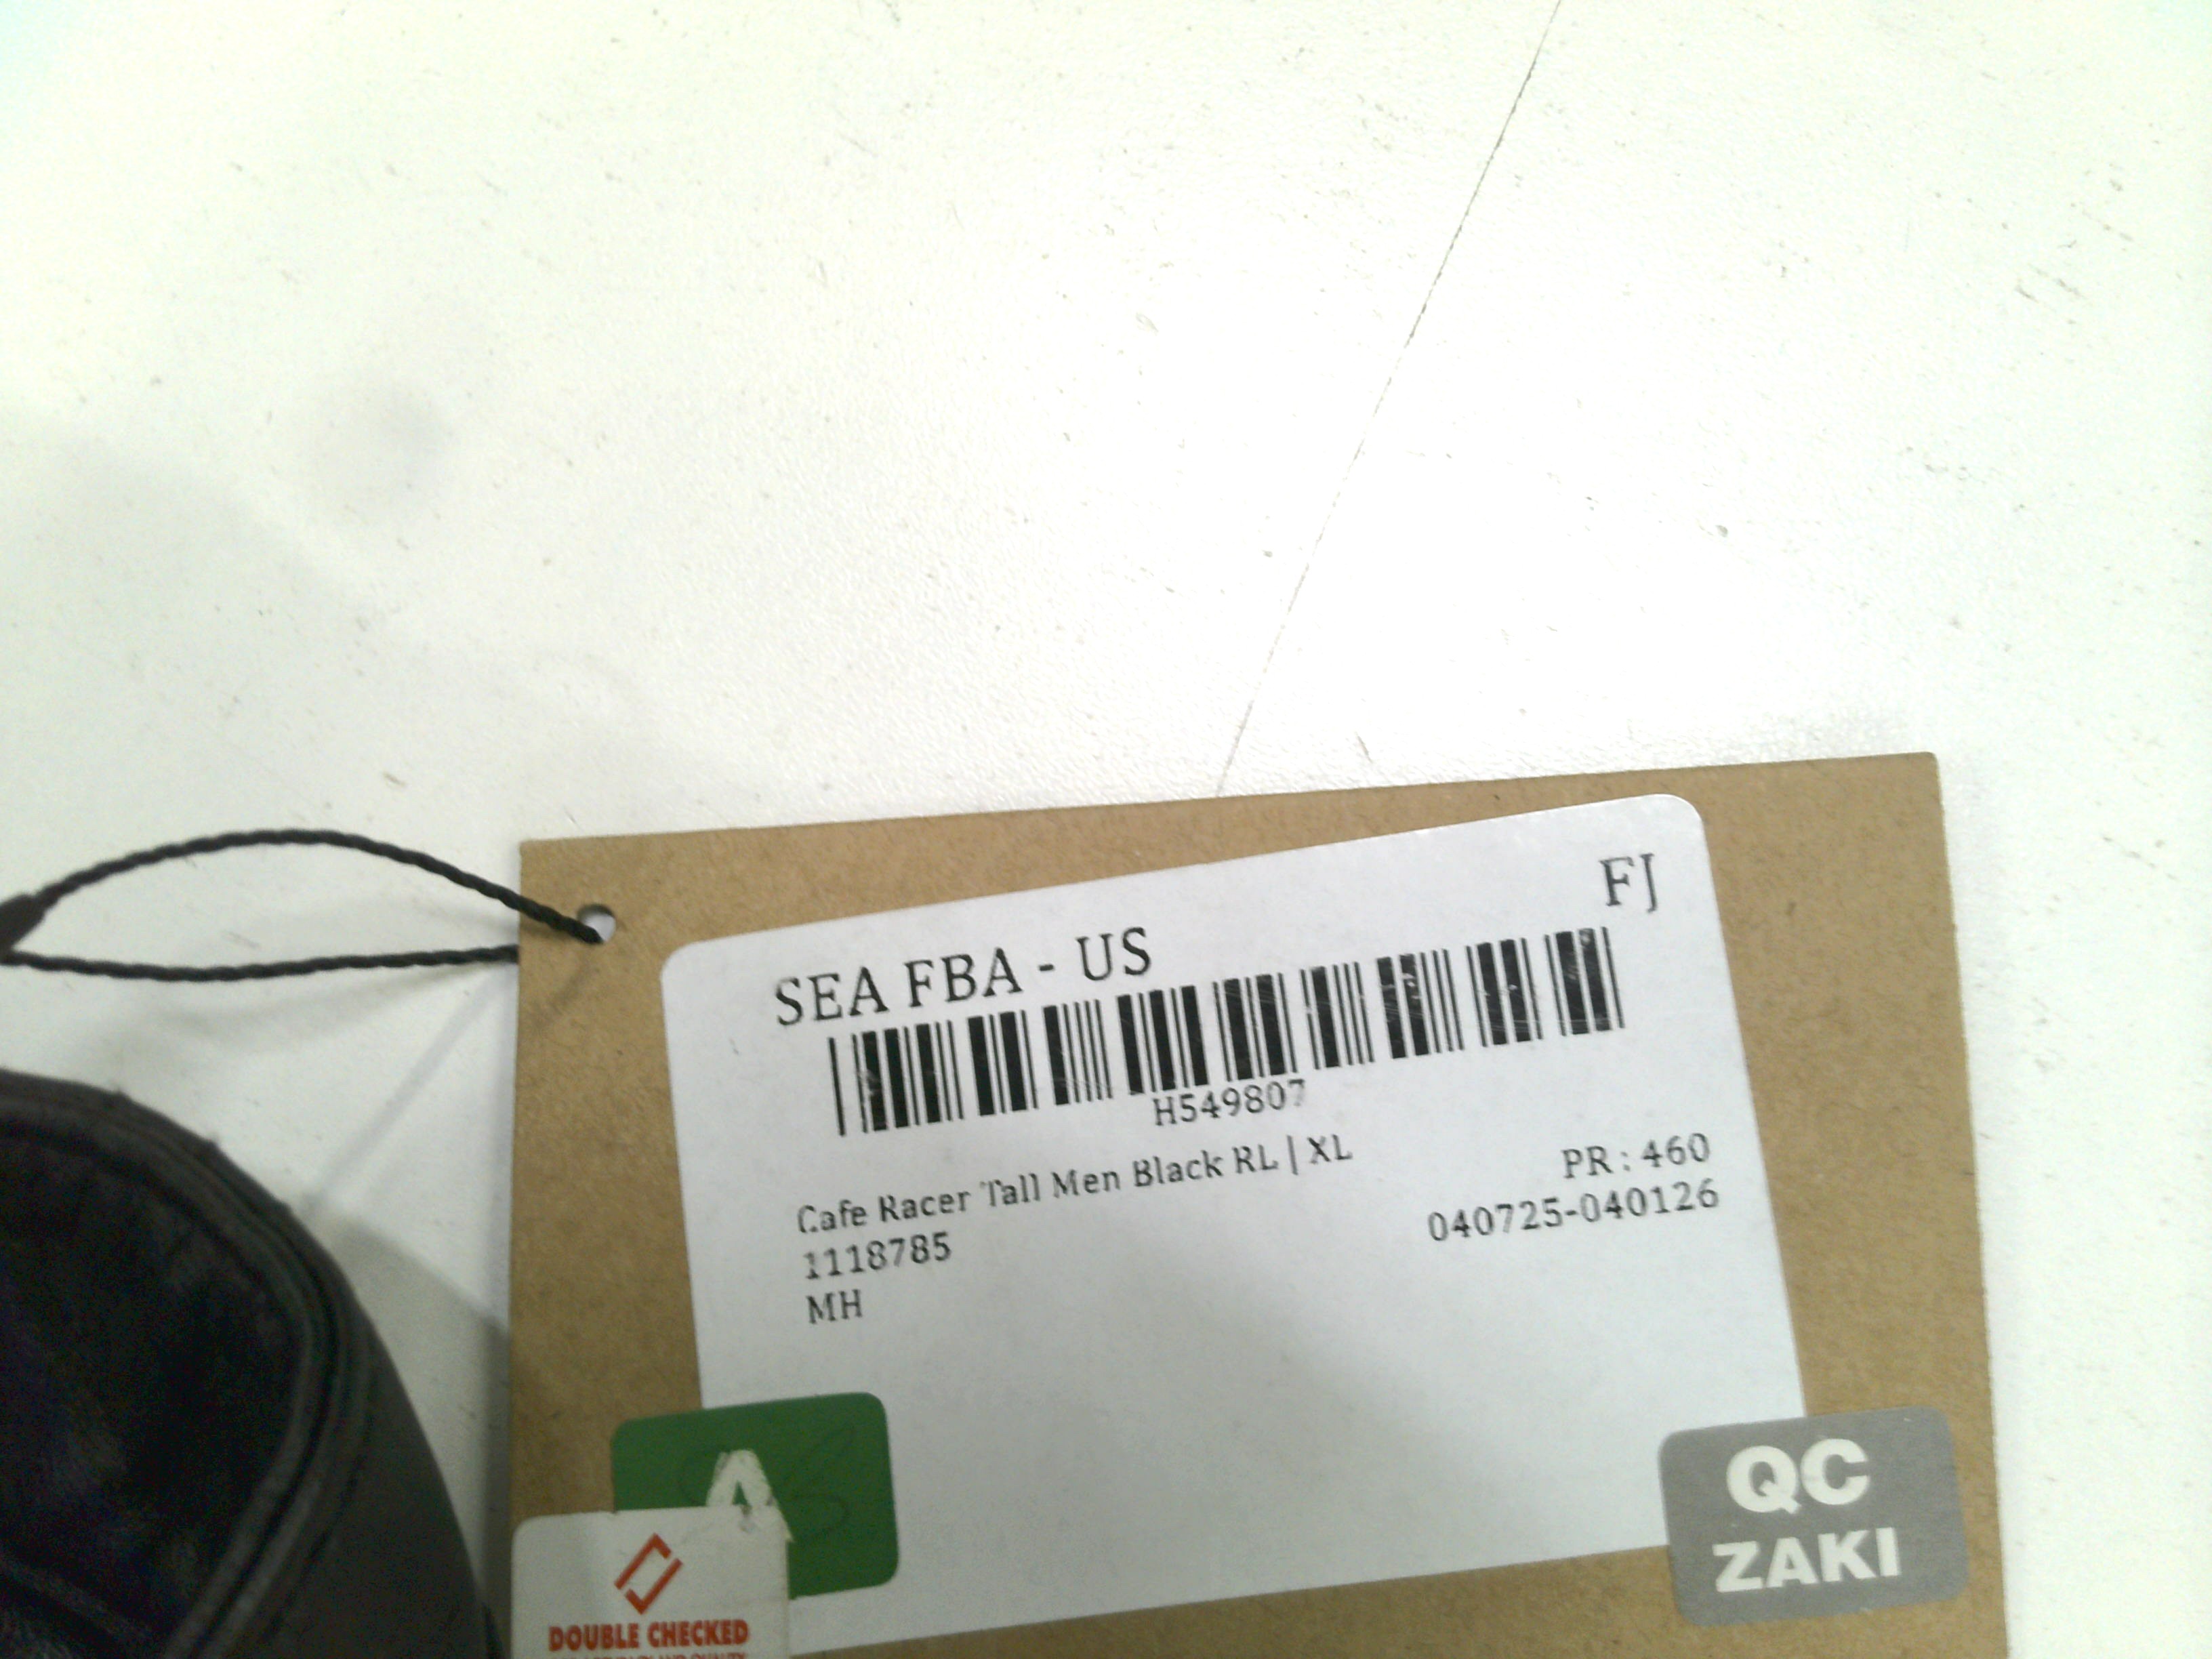 FJ
SEA FBA - US
H549807
Cafe Racer Tall Men Black RL | XL
PR : 460
1118785
040725-040126
MH
A
QC
ZAKI
DOUBLE CHECKED